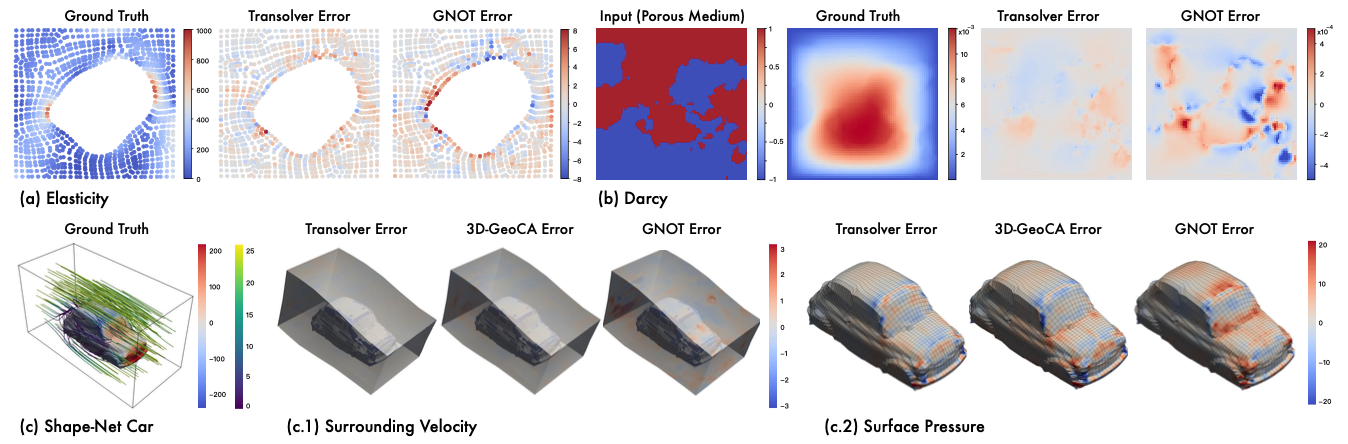 Ground Truth
Transolver Error
GNOT Error
Input (Porous Medium)
Ground Truth
Transolver Error
GNOT Error
1000
800
600
400
200
0
8
6
4
2
0
−2
−4
−6
−8
1
0.5
0
−0.5
−1
x10⁻³
10
8
6
4
2
x10⁻⁴
4
2
0
−2
−4
(a) Elasticity
(b) Darcy
Ground Truth
Transolver Error
3D-GeoCA Error
GNOT Error
Transolver Error
3D-GeoCA Error
GNOT Error
200
100
0
−100
−200
25
20
15
10
5
0
3
2
1
0
−1
−2
−3
20
10
0
−10
−20
(c) Shape-Net Car
(c.1) Surrounding Velocity
(c.2) Surface Pressure